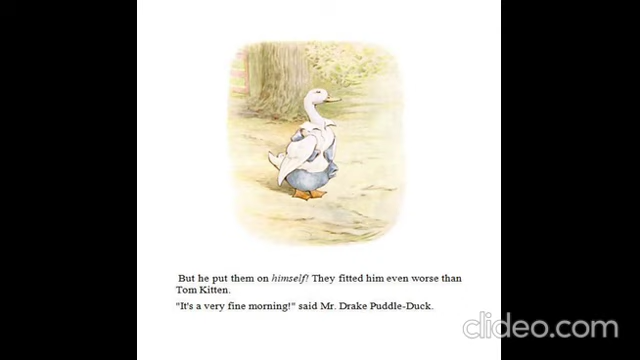 But he put them on himself! They fitted him even worse than
Tom Kitten.
"It's a very fine morning!" said Mr. Drake Puddle-Duck.
clideo.com